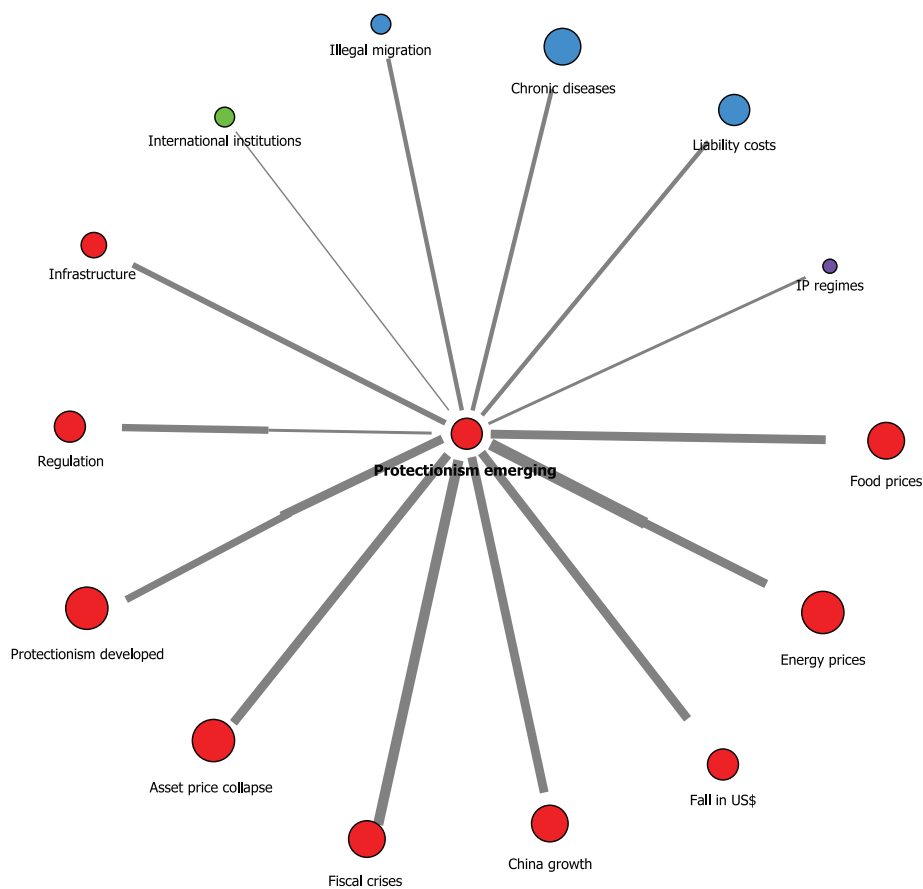 Illegal migration
Chronic diseases
International institutions
Liability costs
Infrastructure
IP regimes
Regulation
Protectionism emerging
Food prices
Protectionism developed
Energy prices
Asset price collapse
Fall in US$
Fiscal crises
China growth